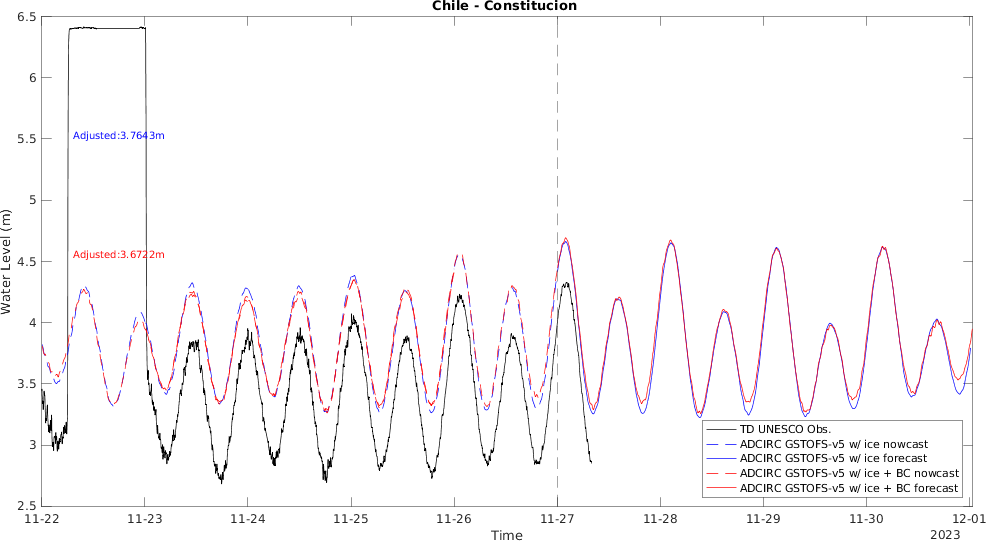 Chile - Constitucion
Water Level (m)
6.5
6
5.5
5
4.5
4
3.5
3
2.5
Adjusted:3.7643m
Adjusted:3.6722m
TD UNESCO Obs.
ADCIRC GSTOFS-v5 w/ ice nowcast
ADCIRC GSTOFS-v5 w/ ice forecast
ADCIRC GSTOFS-v5 w/ ice + BC nowcast
ADCIRC GSTOFS-v5 w/ ice + BC forecast
11-22 11-23 11-24 11-25 11-26 11-27 11-28 11-29 11-30 12-01
Time
2023